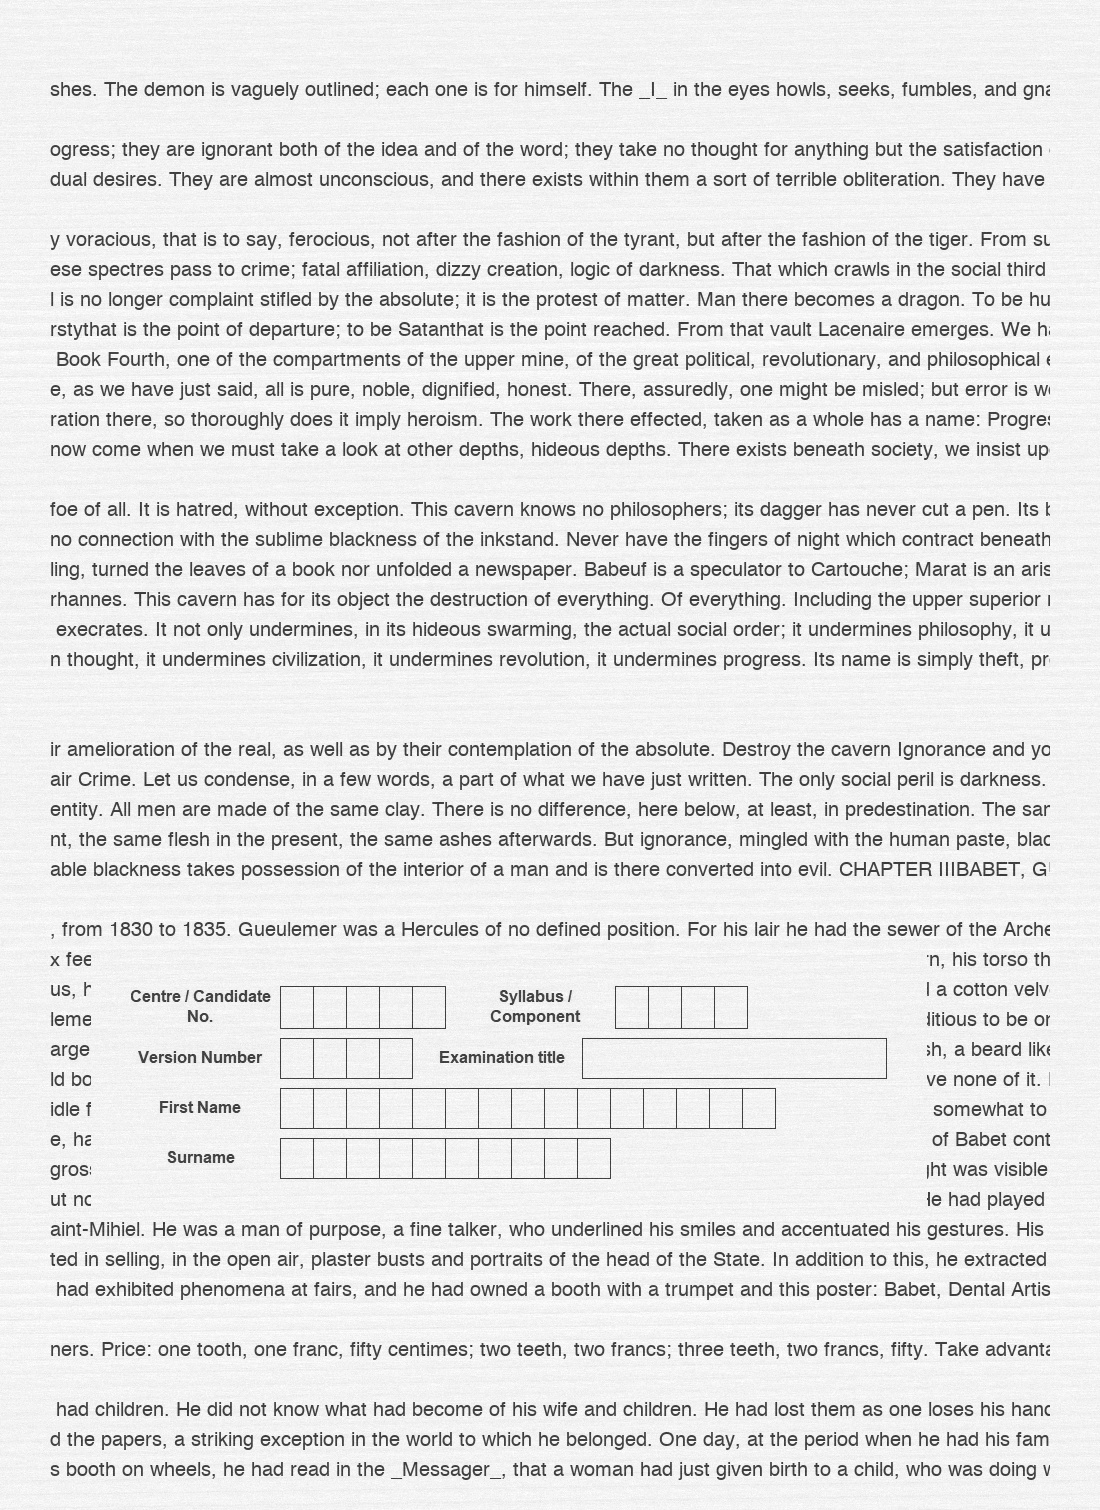 shes. The demon is vaguely outlined; each one is for himself. The _I_ in the eyes howls, seeks, fumbles, and
ogress; they are ignorant both of the idea and of the word; they take no thought for anything but the satisfaction
dual desires. They are almost unconscious, and there exists within them a sort of terrible obliteration. They have
y voracious, that is to say, ferocious, not after the fashion of the tyrant, but after the fashion of the tiger. From
ese spectres pass to crime; fatal affiliation, dizzy creation, logic of darkness. That which crawls in the social third
l is no longer complaint stifled by the absolute; it is the protest of matter. Man there becomes a dragon. To be hu
rstythat is the point of departure; to be Satanthat is the point reached. From that vault Lacenaire emerges. We
Book Fourth, one of the compartments of the upper mine, of the great political, revolutionary, and philosophical
e, as we have just said, all is pure, noble, dignified, honest. There, assuredly, one might be misled; but error is
ration there, so thoroughly does it imply heroism. The work there effected, taken as a whole has a name: Progres
now come when we must take a look at other depths, hideous depths. There exists beneath society, we insist up
foe of all. It is hatred, without exception. This cavern knows no philosophers; its dagger has never cut a pen. Its
no connection with the sublime blackness of the inkstand. Never have the fingers of night which contract beneath
ling, turned the leaves of a book nor unfolded a newspaper. Babeuf is a speculator to Cartouche; Marat is an aris
rhannes. This cavern has for its object the destruction of everything. Of everything. Including the upper superior
execrates. It not only undermines, in its hideous swarming, the actual social order; it undermines philosophy, it u
n thought, it undermines civilization, it undermines revolution, it undermines progress. Its name is simply theft, pr
ir amelioration of the real, as well as by their contemplation of the absolute. Destroy the cavern Ignorance and yo
air Crime. Let us condense, in a few words, a part of what we have just written. The only social peril is darkness.
entity. All men are made of the same clay. There is no difference, here below, at least, in predestination. The
nt, the same flesh in the present, the same ashes afterwards. But ignorance, mingled with the human paste, blac
able blackness takes possession of the interior of a man and is there converted into evil. CHAPTER IIIBABET, G
, from 1830 to 1835. Gueulemer was a Hercules of no defined position. For his lair he had the sewer of the Arche
x fee rn, his torso th
us, h a cotton velv
leme ditious to be or
arge sh, a beard like
ld bo ve none of it.
idle f somewhat to
e, ha of Babet cont
gros ght was visible
ut no He had played
Centre / Candidate No.
Syllabus / Component
Version Number
Examination title
First Name
Surname
aint-Mihiel. He was a man of purpose, a fine talker, who underlined his smiles and accentuated his gestures. His
ted in selling, in the open air, plaster busts and portraits of the head of the State. In addition to this, he extracted
had exhibited phenomena at fairs, and he had owned a booth with a trumpet and this poster: Babet, Dental Artis
ners. Price: one tooth, one franc, fifty centimes; two teeth, two francs; three teeth, two francs, fifty. Take advanta
had children. He did not know what had become of his wife and children. He had lost them as one loses his hand
d the papers, a striking exception in the world to which he belonged. One day, at the period when he had his fam
s booth on wheels, he had read in the _Messager_, that a woman had just given birth to a child, who was doing